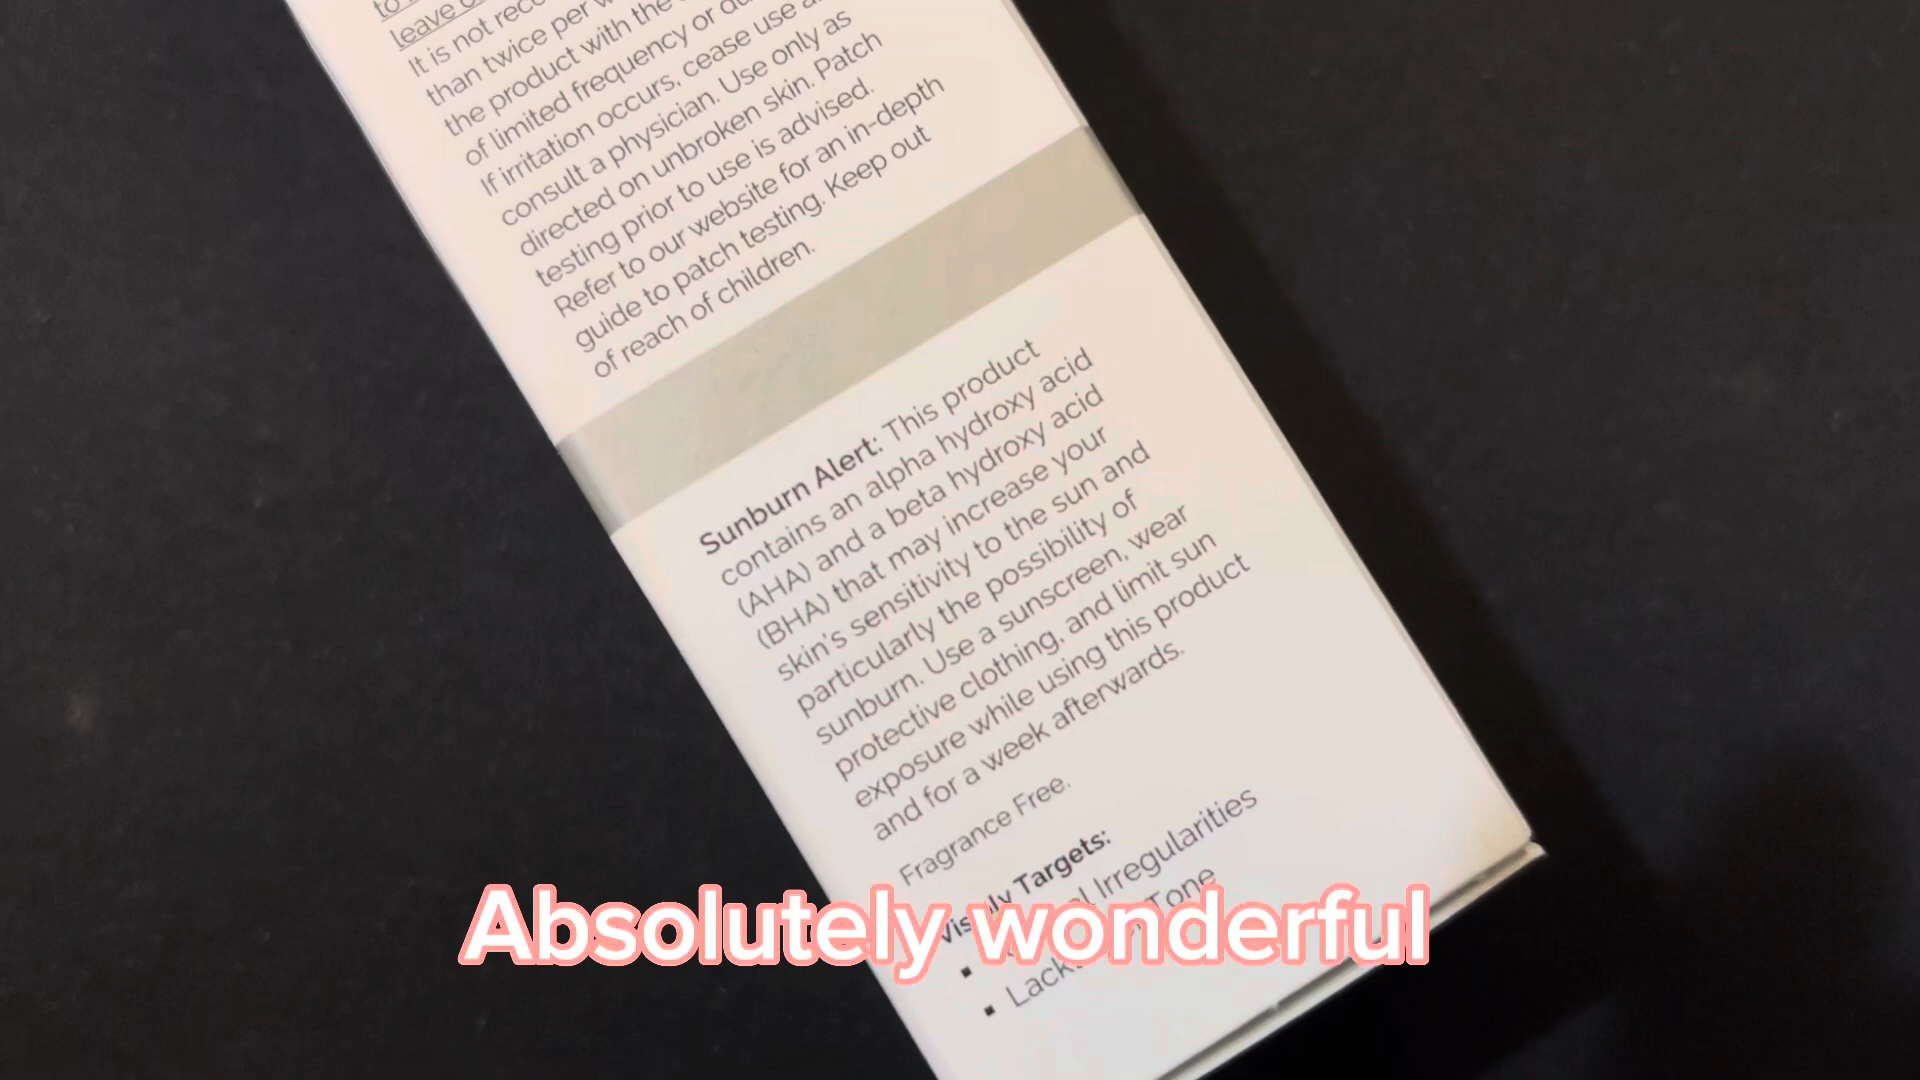 to
leave
It is not
than twice per
the product with the
of limited frequency or
If irritation occurs, cease use
consult a physician. Use only as
directed on unbroken skin. Patch
testing prior to use is advised.
Refer to our website for an in-depth
guide to patch testing. Keep out
of reach of children.
Sunburn Alert: This product
contains an alpha hydroxy acid
(AHA) and a beta hydroxy acid
(BHA) that may increase your
skin's sensitivity to the sun and
particularly the possibility of
sunburn. Use a sunscreen, wear
protective clothing, and limit sun
exposure while using this product
and for a week afterwards.
Fragrance Free.
Targets:
Irregularities
Tone
Absolutely wonderful